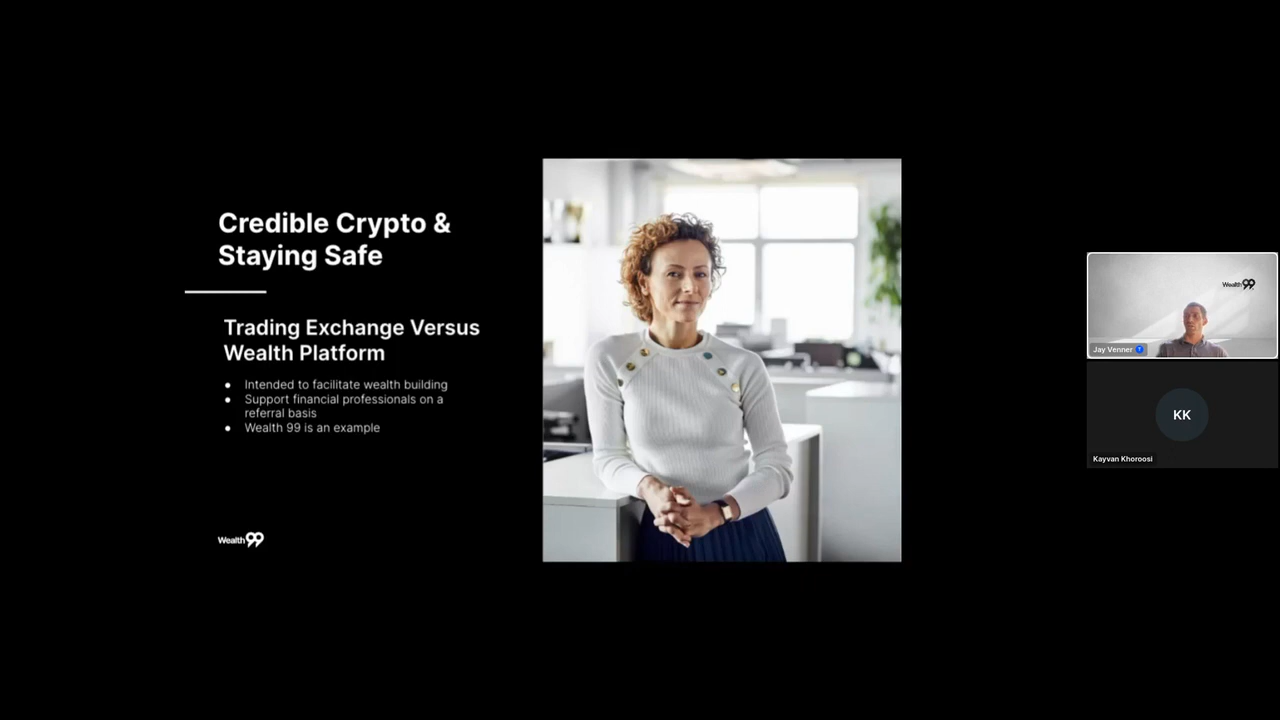 Credible Crypto &
Staying Safe
Trading Exchange Versus
Wealth Platform
● Intended to facilitate wealth building
● Support financial professionals on a
referral basis
● Wealth 99 is an example
Wealth99
Wealth99
Jay Venner
KK
Kayvan Khoroosi